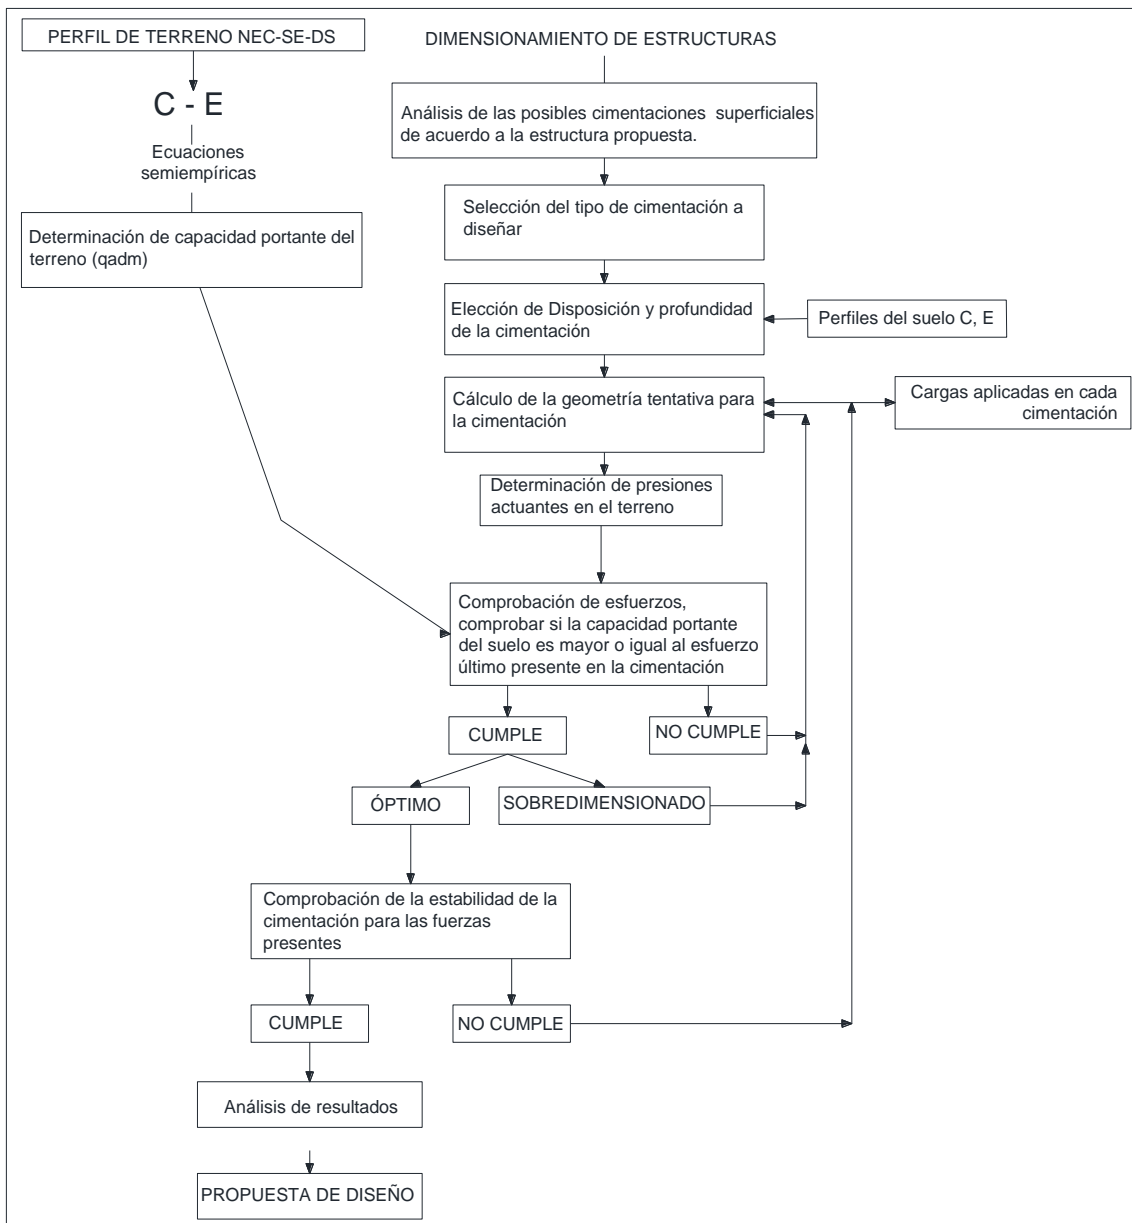 PERFIL DE TERRENO NEC-SE-DS
C - E
Ecuaciones
semiempíricas
Determinación de capacidad portante del
terreno (qadm)
DIMENSIONAMIENTO DE ESTRUCTURAS
Análisis de las posibles cimentaciones superficiales
de acuerdo a la estructura propuesta.
Selección del tipo de cimentación a
diseñar
Elección de Disposición y profundidad
de la cimentación
Perfiles del suelo C, E
Cálculo de la geometría tentativa para
la cimentación
Cargas aplicadas en cada
cimentación
Determinación de presiones
actuantes en el terreno
Comprobación de esfuerzos,
comprobar si la capacidad portante
del suelo es mayor o igual al esfuerzo
último presente en la cimentación
CUMPLE
NO CUMPLE
ÓPTIMO
SOBREDIMENSIONADO
Comprobación de la estabilidad de la
cimentación para las fuerzas
presentes
CUMPLE
NO CUMPLE
Análisis de resultados
PROPUESTA DE DISEÑO